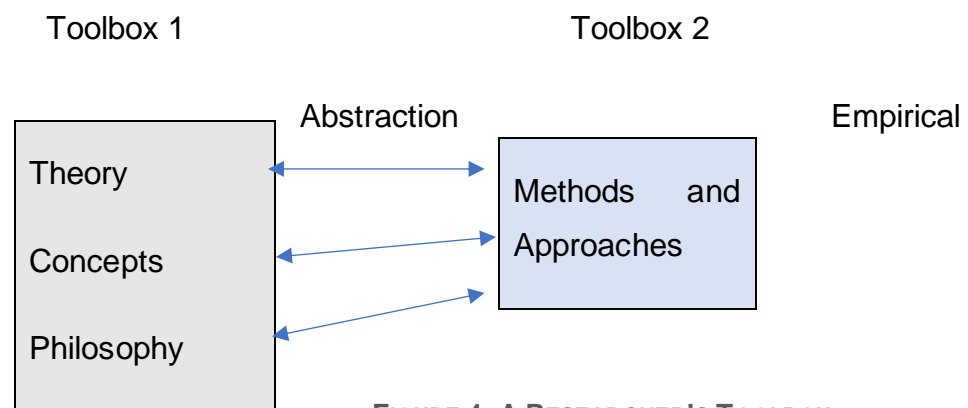 Toolbox 1
Toolbox 2
Abstraction
Empirical
Theory
Concepts
Philosophy
Methods and
Approaches